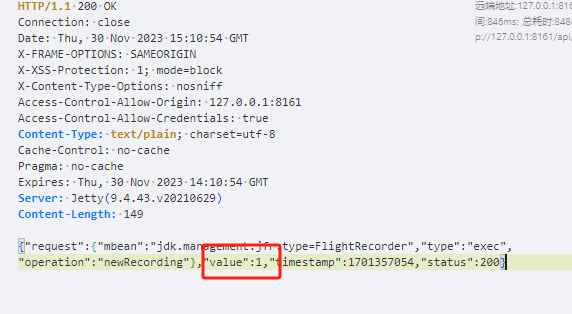 HTTP/1.1 200 OK
远端地址:127.0.0.1:8
Connection: close
间:846ms; 总耗时:848
Date: Thu, 30 Nov 2023 15:10:54 GMT
p://127.0.0.1:8161/api,
X-FRAME-OPTIONS: SAMEORIGIN
X-XSS-Protection: 1; mode=block
X-Content-Type-Options: nosniff
Access-Control-Allow-Origin: 127.0.0.1:8161
Access-Control-Allow-Credentials: true
Content-Type: text/plain; charset=utf-8
Cache-Control: no-cache
Pragma: no-cache
Expires: Thu, 30 Nov 2023 14:10:54 GMT
Server: Jetty(9.4.43.v20210629)
Content-Length: 149
{"request":{"mbean":"jdk.management.jfr:type=FlightRecorder","type":"exec",
"operation":"newRecording"},"value":1,"timestamp":1701357054,"status":200}